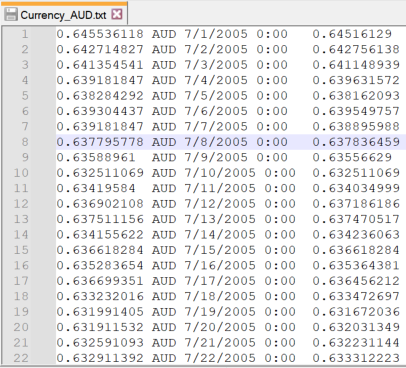 Currency_AUD.txt
1 0.645536118 AUD 7/1/2005 0:00 0.64516129
2 0.642714827 AUD 7/2/2005 0:00 0.642756138
3 0.641354541 AUD 7/3/2005 0:00 0.641148939
4 0.639181847 AUD 7/4/2005 0:00 0.639631572
5 0.638284292 AUD 7/5/2005 0:00 0.638162093
6 0.639304437 AUD 7/6/2005 0:00 0.639549757
7 0.639181847 AUD 7/7/2005 0:00 0.638895988
8 0.637795778 AUD 7/8/2005 0:00 0.637836459
9 0.63588961 AUD 7/9/2005 0:00 0.63556629
10 0.632511069 AUD 7/10/2005 0:00 0.632511069
11 0.63419584 AUD 7/11/2005 0:00 0.634034999
12 0.636902108 AUD 7/12/2005 0:00 0.637186186
13 0.637511156 AUD 7/13/2005 0:00 0.637470517
14 0.634155622 AUD 7/14/2005 0:00 0.634236063
15 0.636618284 AUD 7/15/2005 0:00 0.636618284
16 0.635283654 AUD 7/16/2005 0:00 0.635364381
17 0.636699351 AUD 7/17/2005 0:00 0.636456212
18 0.633232016 AUD 7/18/2005 0:00 0.633472697
19 0.631991405 AUD 7/19/2005 0:00 0.631672036
20 0.631911532 AUD 7/20/2005 0:00 0.632031349
21 0.632591093 AUD 7/21/2005 0:00 0.632231144
22 0.632911392 AUD 7/22/2005 0:00 0.633312223